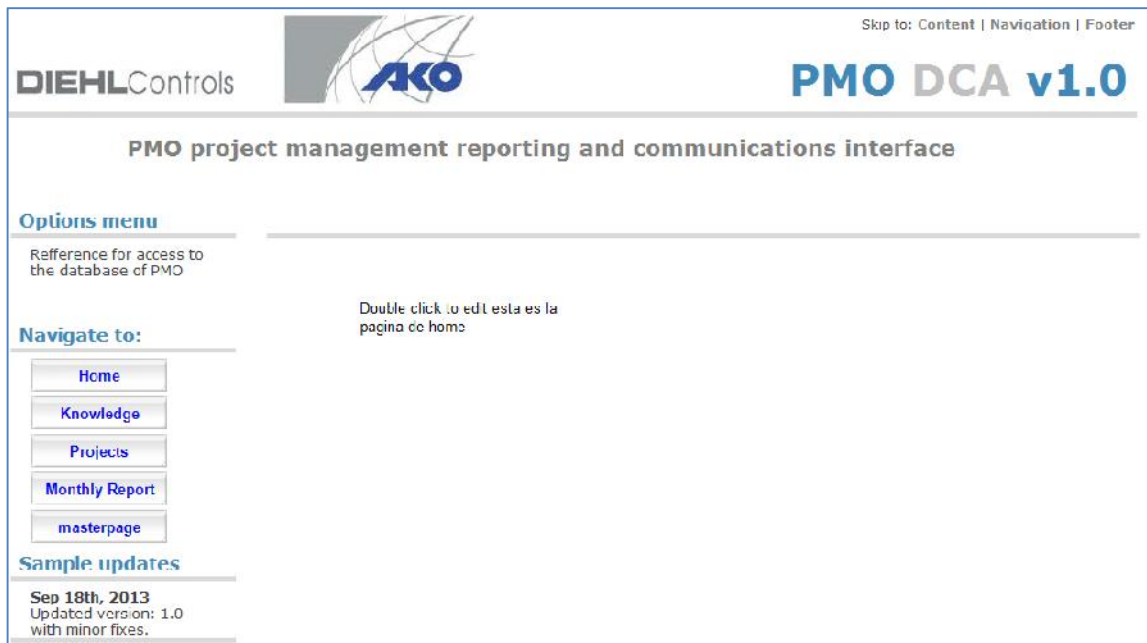 Skip to: Content | Navigation | Footer
DIEHLControls
AKO
PMO DCA v1.0
PMO project management reporting and communications interface
Options menu
Refference for access to
the database of PMO
Double click to edit esta es la
pagina de home
Navigate to:
Home
Knowledge
Projects
Monthly Report
masterpage
Sample updates
Sep 18th, 2013
Updated version: 1.0
with minor fixes.